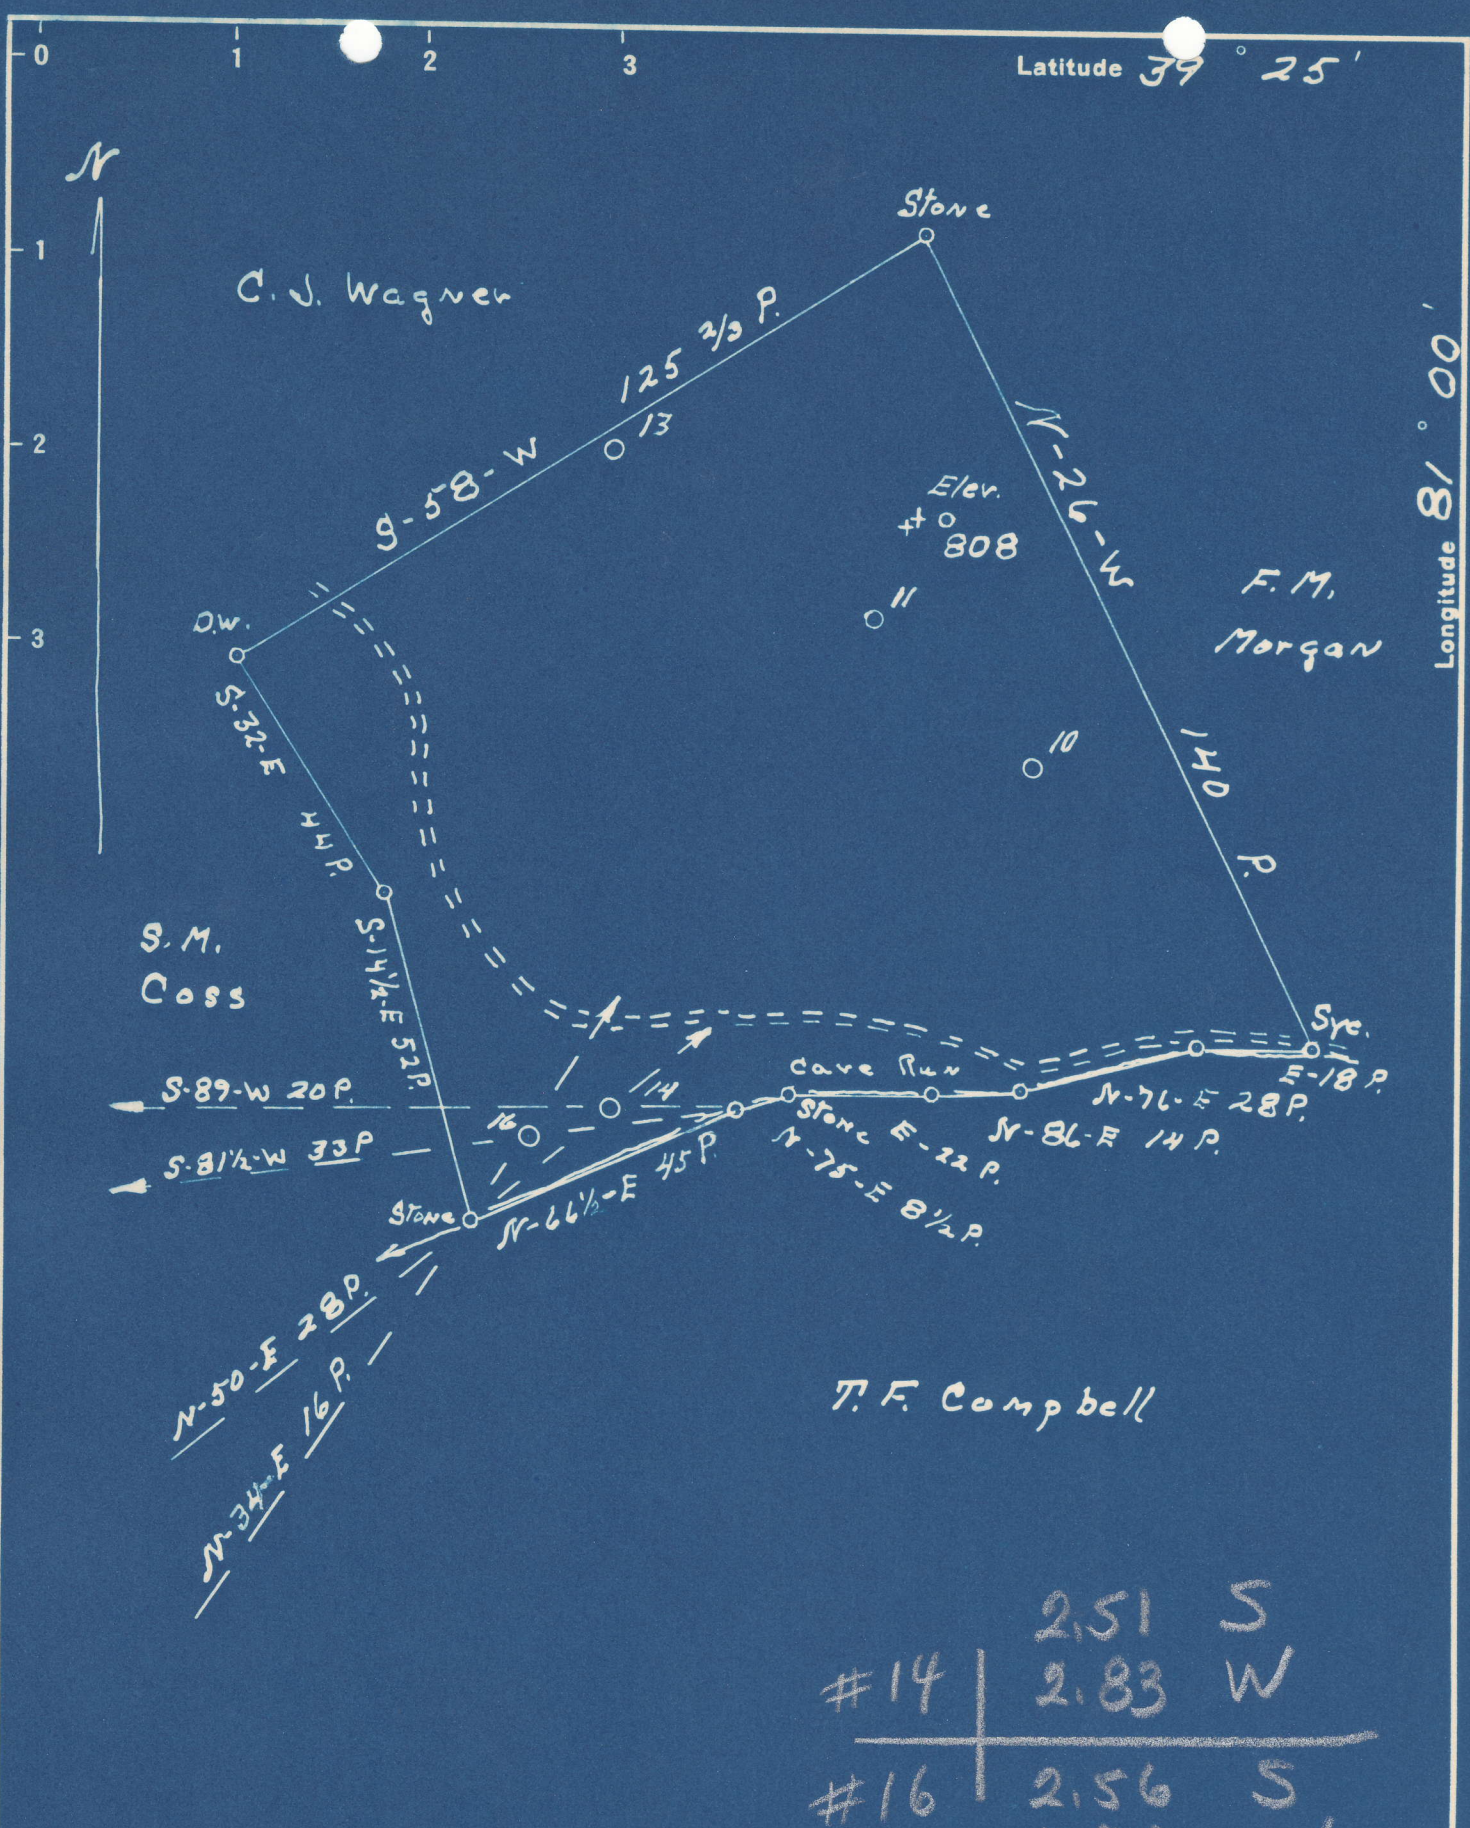 0 1 2 3
Latitude 39° 25'
N
Stone
1
C. J. Wagner
125 2/3 P.
S-58-W
13
2
N-26-W
140 P.
Longitude 81° 00'
Elev.
808
11
F. M.
Morgan
D.W.
3
S-32-E
44 P.
10
S. M.
Coss
S-14½-E 52 P.
Syc.
Cave Run
E-18 P.
S-89-W 20 P.
14
N-76-E 28 P.
Stone E-22 P.
N-86-E 14 P.
16
S-81½-W 33 P
N-75-E 8½ P.
Stone
N-66½-E 45 P.
N-50-E 28 P.
N-34-E 16 P.
T. F. Campbell
2.51 S
#14 2.83 W
#16 2.56 S